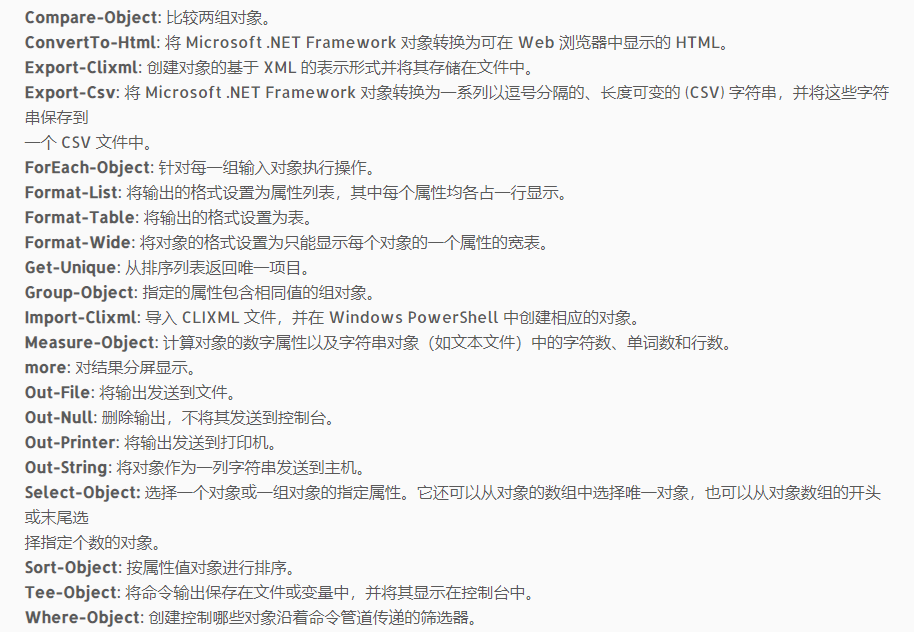 Compare-Object: 比较两组对象。
ConvertTo-Html: 将 Microsoft .NET Framework 对象转换为可在 Web 浏览器中显示的 HTML。
Export-Clixml: 创建对象的基于 XML 的表示形式并将其存储在文件中。
Export-Csv: 将 Microsoft .NET Framework 对象转换为一系列以逗号分隔的、长度可变的 (CSV) 字符串，并将这些字符
串保存到
一个 CSV 文件中。
ForEach-Object: 针对每一组输入对象执行操作。
Format-List: 将输出的格式设置为属性列表，其中每个属性均各占一行显示。
Format-Table: 将输出的格式设置为表。
Format-Wide: 将对象的格式设置为只能显示每个对象的一个属性的宽表。
Get-Unique: 从排序列表返回唯一项目。
Group-Object: 指定的属性包含相同值的组对象。
Import-Clixml: 导入 CLIXML 文件，并在 Windows PowerShell 中创建相应的对象。
Measure-Object: 计算对象的数字属性以及字符串对象（如文本文件）中的字符数、单词数和行数。
more: 对结果分屏显示。
Out-File: 将输出发送到文件。
Out-Null: 删除输出，不将其发送到控制台。
Out-Printer: 将输出发送到打印机。
Out-String: 将对象作为一列字符串发送到主机。
Select-Object: 选择一个对象或一组对象的指定属性。它还可以从对象的数组中选择唯一对象，也可以从对象数组的开头
或末尾选
择指定个数的对象。
Sort-Object: 按属性值对象进行排序。
Tee-Object: 将命令输出保存在文件或变量中，并将其显示在控制台中。
Where-Object: 创建控制哪些对象沿着命令管道传递的筛选器。